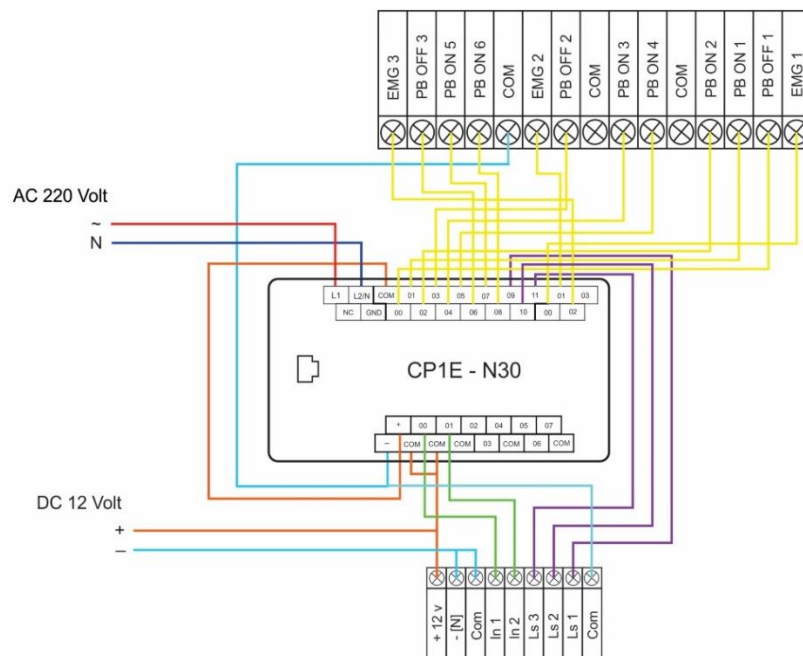 EMG 3
PB OFF 3
PB ON 5
PB ON 6
COM
EMG 2
PB OFF 2
COM
PB ON 3
PB ON 4
COM
PB ON 2
PB ON 1
PB OFF 1
EMG 1
AC 220 Volt
~
N
L1 L2/N COM 01 03 05 07 09 11 01 03
NC GND 00 02 04 06 08 10 00 02
CP1E - N30
+ 00 01 02 04 05 07
– COM COM COM 03 COM 06 COM
DC 12 Volt
+
–
+ 12 v
- [N]
Com
In 1
In 2
Ls 3
Ls 2
Ls 1
Com